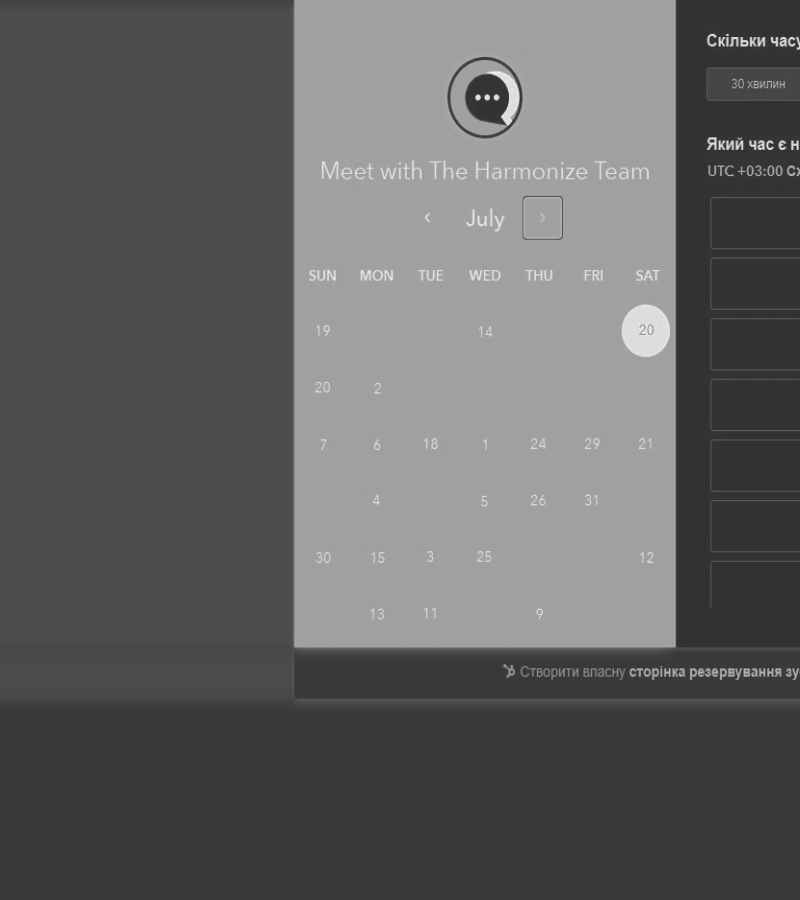 Meet with The Harmonize Team
July
SUN MON TUE WED THU FRI SAT
19 14 20
20 2
7 6 18 1 24 29 21
4 5 26 31
30 15 3 25 12
13 11 9
Скільки часу
30 хвилин
Який час є н
UTC +03:00 Сх
Створити власну сторінка резервування зу